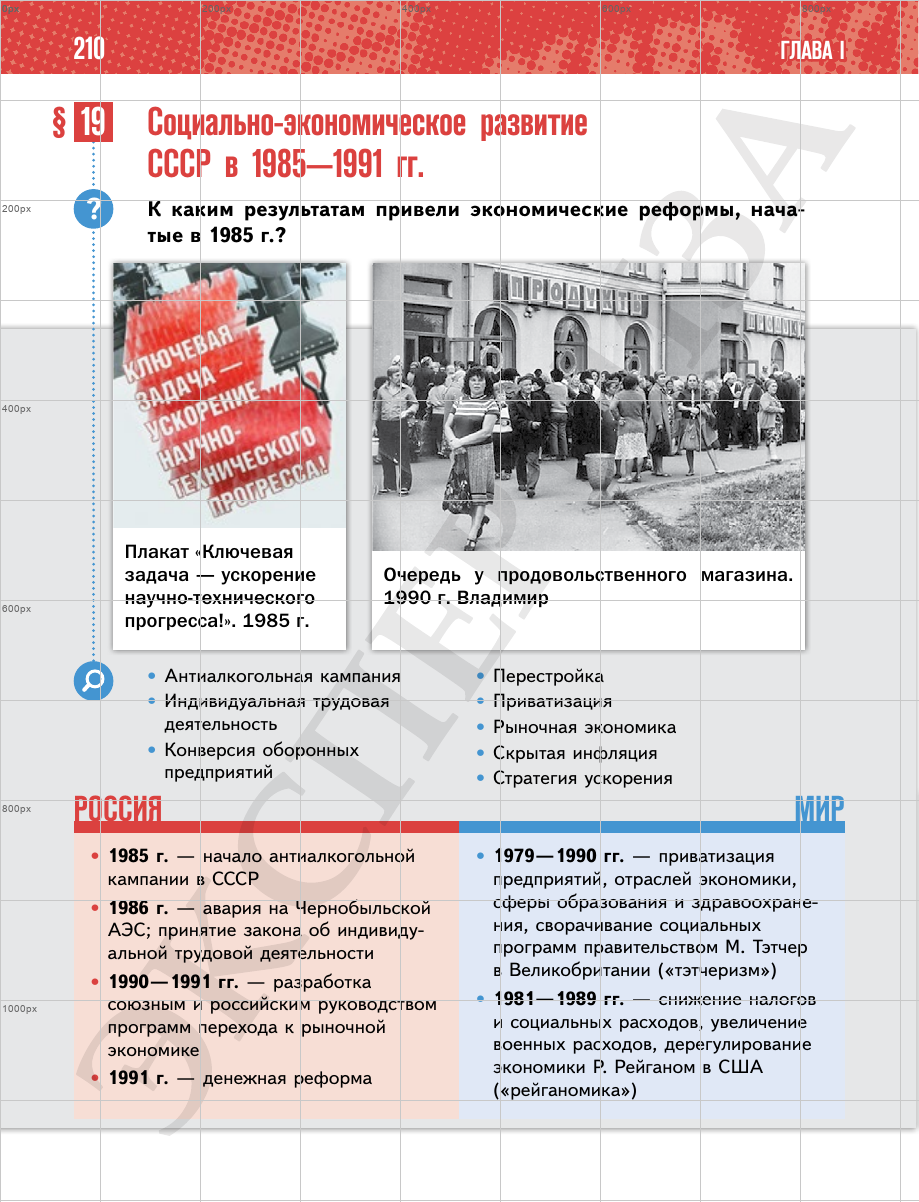 210
ГЛАВА I
§ 19
Социально-экономическое развитие
СССР в 1985—1991 гг.
?
К каким результатам привели экономические реформы, нача-
тые в 1985 г.?
КЛЮЧЕВАЯ
ЗАДАЧА —
УСКОРЕНИЕ
НАУЧНО-
ТЕХНИЧЕСКОГО
ПРОГРЕССА!
ПРОДУКТЫ
Плакат «Ключевая
задача — ускорение
научно-технического
прогресса!». 1985 г.
Очередь у продовольственного магазина.
1990 г. Владимир
• Антиалкогольная кампания
• Индивидуальная трудовая
деятельность
• Конверсия оборонных
предприятий
• Перестройка
• Приватизация
• Рыночная экономика
• Скрытая инфляция
• Стратегия ускорения
РОССИЯ
• 1985 г. — начало антиалкогольной
кампании в СССР
• 1986 г. — авария на Чернобыльской
АЭС; принятие закона об индивиду-
альной трудовой деятельности
• 1990—1991 гг. — разработка
союзным и российским руководством
программ перехода к рыночной
экономике
• 1991 г. — денежная реформа
МИР
• 1979—1990 гг. — приватизация
предприятий, отраслей экономики,
сферы образования и здравоохране-
ния, сворачивание социальных
программ правительством М. Тэтчер
в Великобритании («тэтчеризм»)
• 1981—1989 гг. — снижение налогов
и социальных расходов, увеличение
военных расходов, дерегулирование
экономики Р. Рейганом в США
(«рейганомика»)
200px
400px
600px
800px
1000px